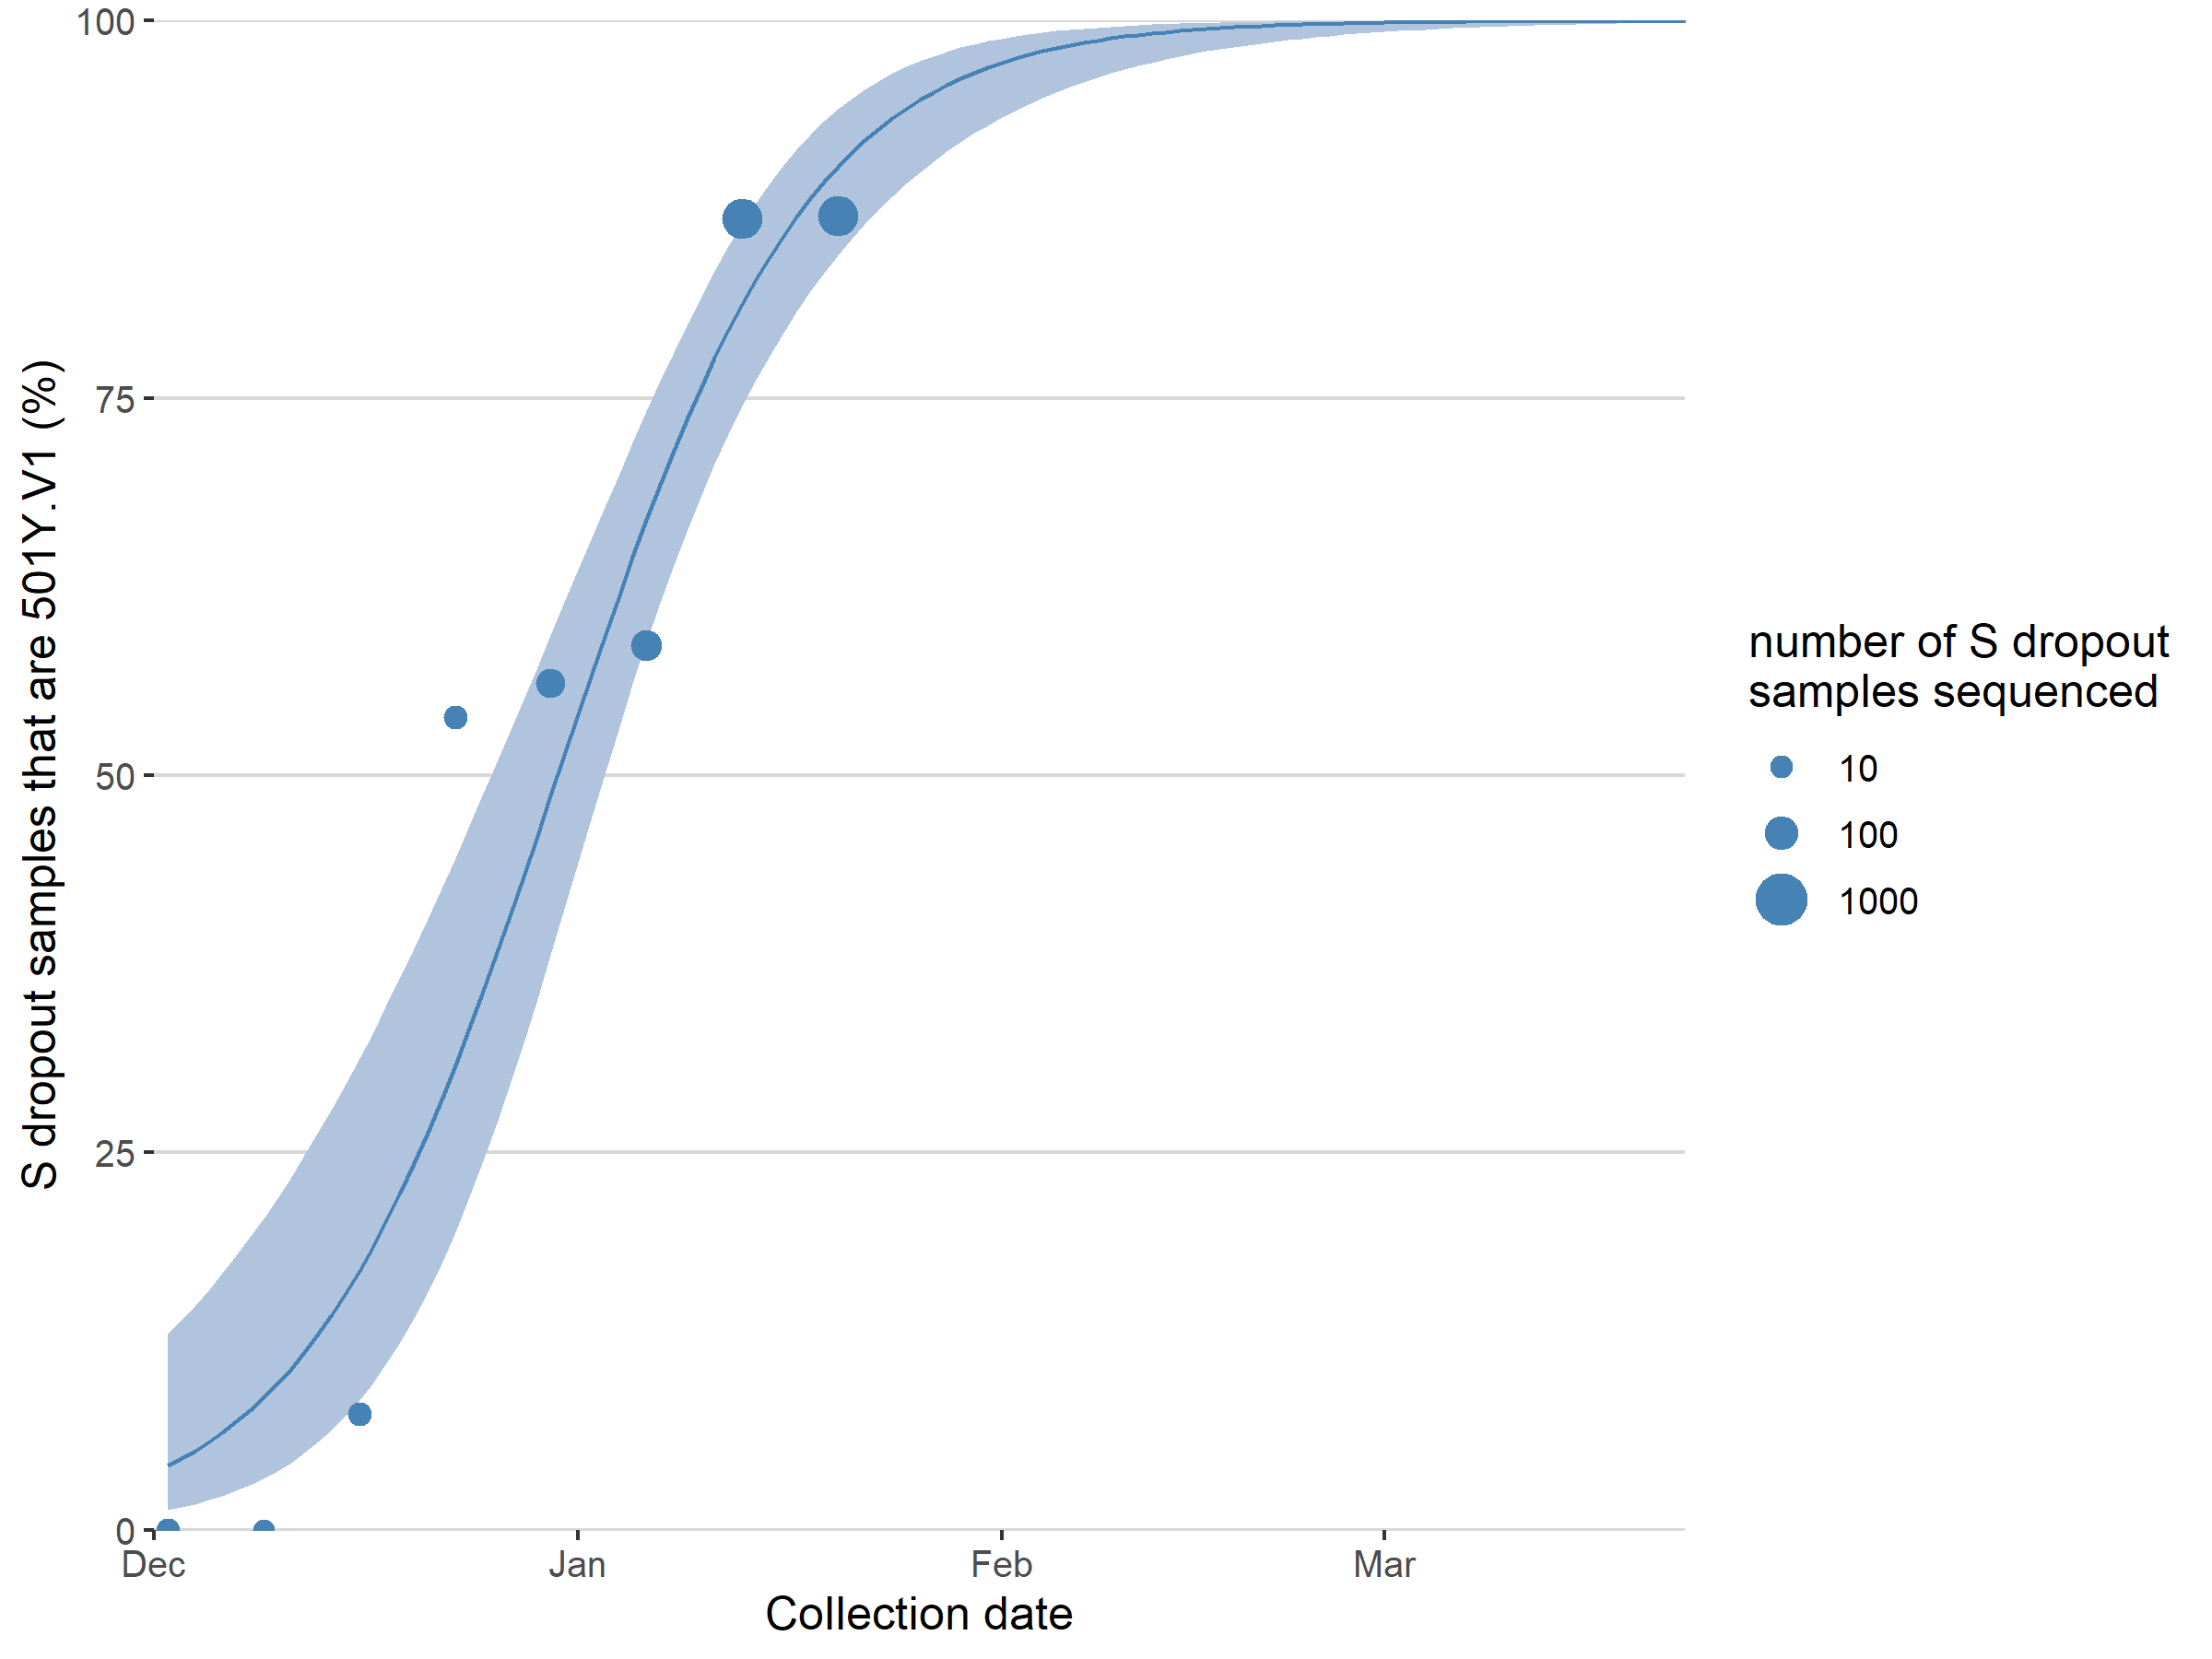 S dropout samples that are 501Y.V1 (%)
100
75
50
25
0
Dec Jan Feb Mar
Collection date
number of S dropout
samples sequenced
10
100
1000